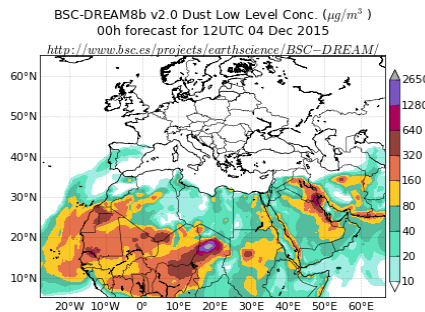 BSC-DREAM8b v2.0 Dust Low Level Conc. (μg/m³ )
00h forecast for 12UTC 04 Dec 2015
http://www.bsc.es/projects/earthscience/BSC−DREAM/
60°N
50°N
40°N
30°N
20°N
10°N
20°W 10°W 0° 10°E 20°E 30°E 40°E 50°E 60°E
2650
1280
640
320
160
80
40
20
10